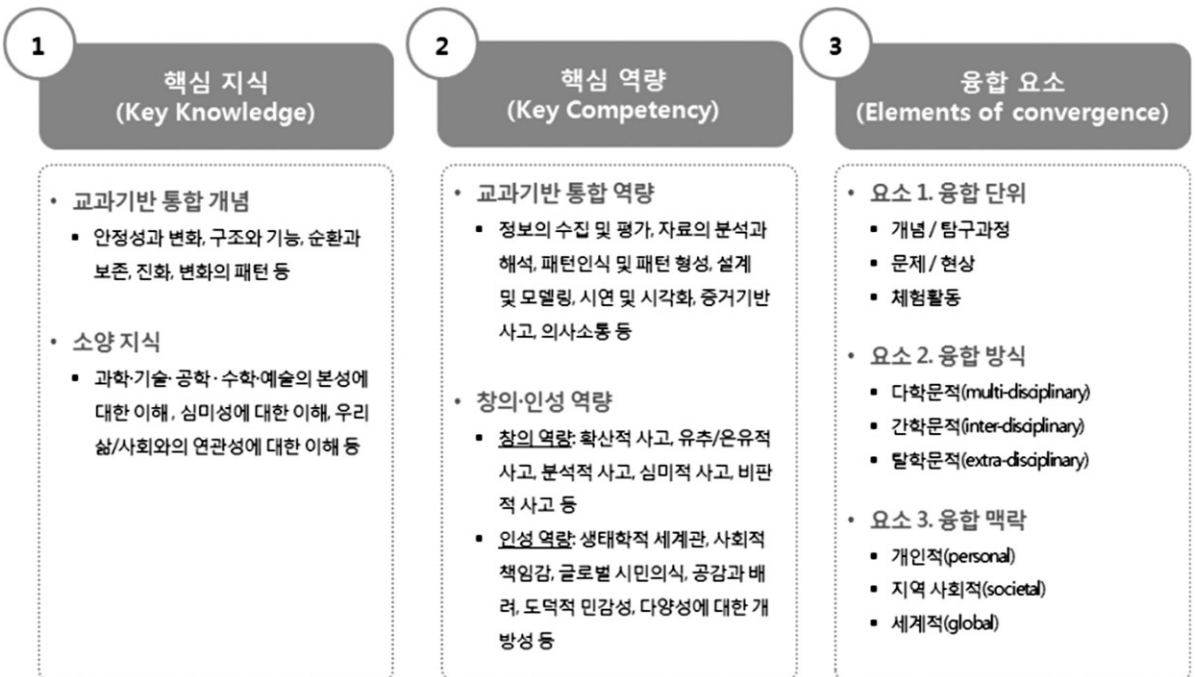 1
핵심 지식
(Key Knowledge)
• 교과기반 통합 개념
▪ 안정성과 변화, 구조와 기능, 순환과
보존, 진화, 변화의 패턴 등
• 소양 지식
▪ 과학·기술· 공학 · 수학·예술의 본성에
대한 이해, 심미성에 대한 이해, 우리
삶/사회와의 연관성에 대한 이해 등
2
핵심 역량
(Key Competency)
• 교과기반 통합 역량
▪ 정보의 수집 및 평가, 자료의 분석과
해석, 패턴인식 및 패턴 형성, 설계
및 모델링, 시연 및 시각화, 증거기반
사고, 의사소통 등
• 창의·인성 역량
▪ 창의 역량: 확산적 사고, 유추/은유적
사고, 분석적 사고, 심미적 사고, 비판
적 사고 등
▪ 인성 역량: 생태학적 세계관, 사회적
책임감, 글로벌 시민의식, 공감과 배
려, 도덕적 민감성, 다양성에 대한 개
방성 등
3
융합 요소
(Elements of convergence)
• 요소 1. 융합 단위
▪ 개념 / 탐구과정
▪ 문제 / 현상
▪ 체험활동
• 요소 2. 융합 방식
▪ 다학문적(multi-disciplinary)
▪ 간학문적(inter-disciplinary)
▪ 탈학문적(extra-disciplinary)
• 요소 3. 융합 맥락
▪ 개인적(personal)
▪ 지역 사회적(societal)
▪ 세계적(global)